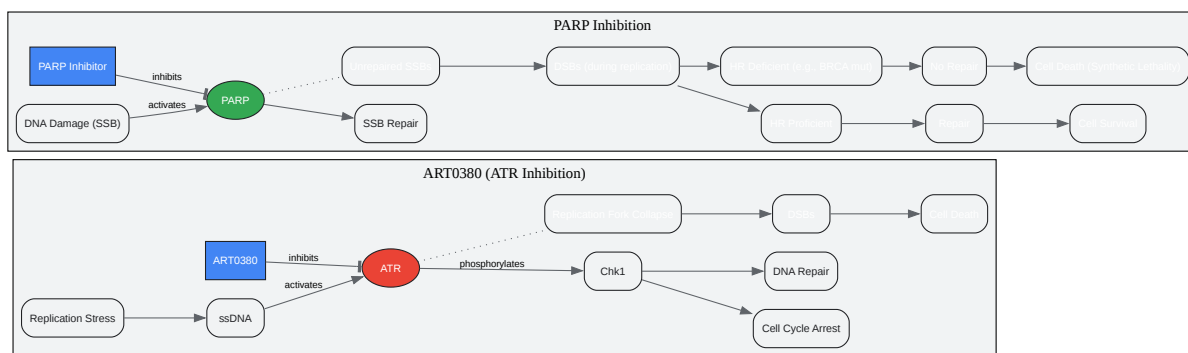 PARP Inhibition
PARP Inhibitor
inhibits
Unrepaired SSBs
DSBs (during replication)
HR Deficient (e.g., BRCA mut)
No Repair
Cell Death (Synthetic Lethality)
activates
PARP
DNA Damage (SSB)
SSB Repair
HR Proficient
Repair
Cell Survival
ART0380 (ATR Inhibition)
Replication Fork Collapse
DSBs
Cell Death
ART0380
inhibits
ATR
phosphorylates
Chk1
DNA Repair
activates
Replication Stress
ssDNA
Cell Cycle Arrest